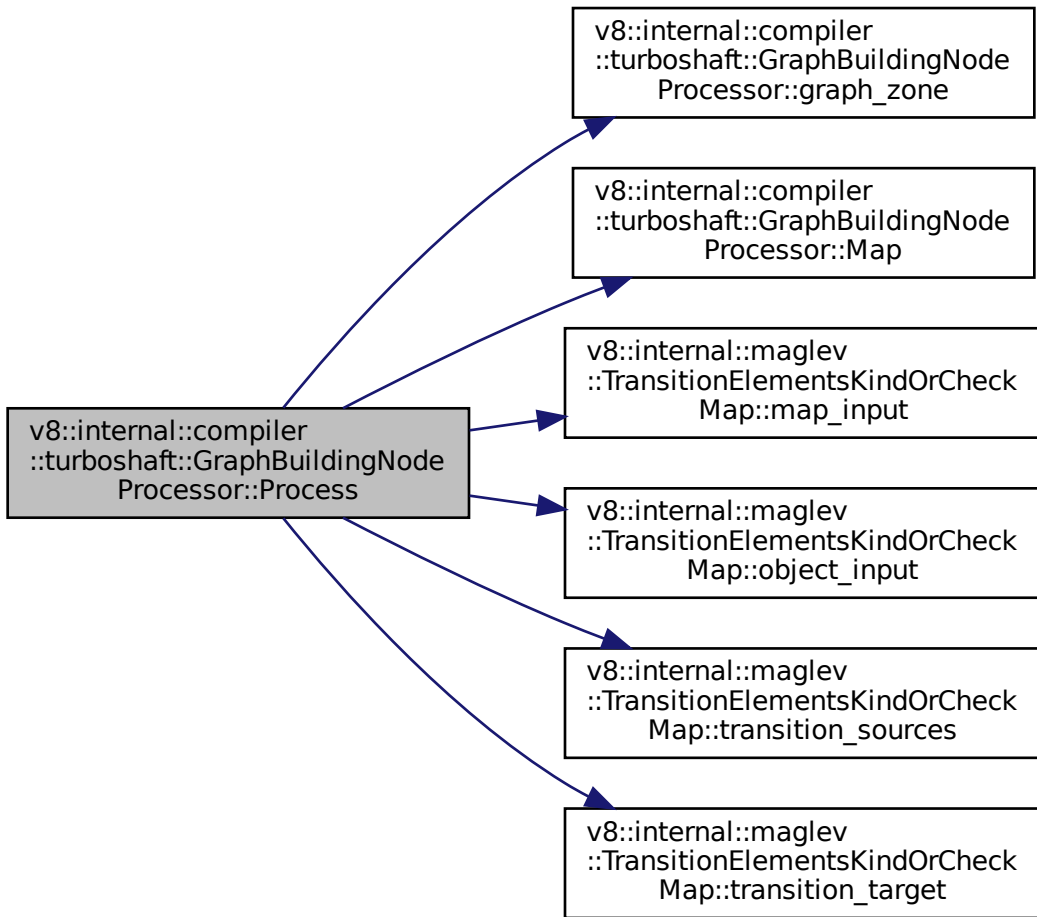 v8::internal::compiler
::turboshaft::GraphBuildingNode
Processor::graph_zone
v8::internal::compiler
::turboshaft::GraphBuildingNode
Processor::Map
v8::internal::maglev
::TransitionElementsKindOrCheck
Map::map_input
v8::internal::compiler
::turboshaft::GraphBuildingNode
Processor::Process
v8::internal::maglev
::TransitionElementsKindOrCheck
Map::object_input
v8::internal::maglev
::TransitionElementsKindOrCheck
Map::transition_sources
v8::internal::maglev
::TransitionElementsKindOrCheck
Map::transition_target